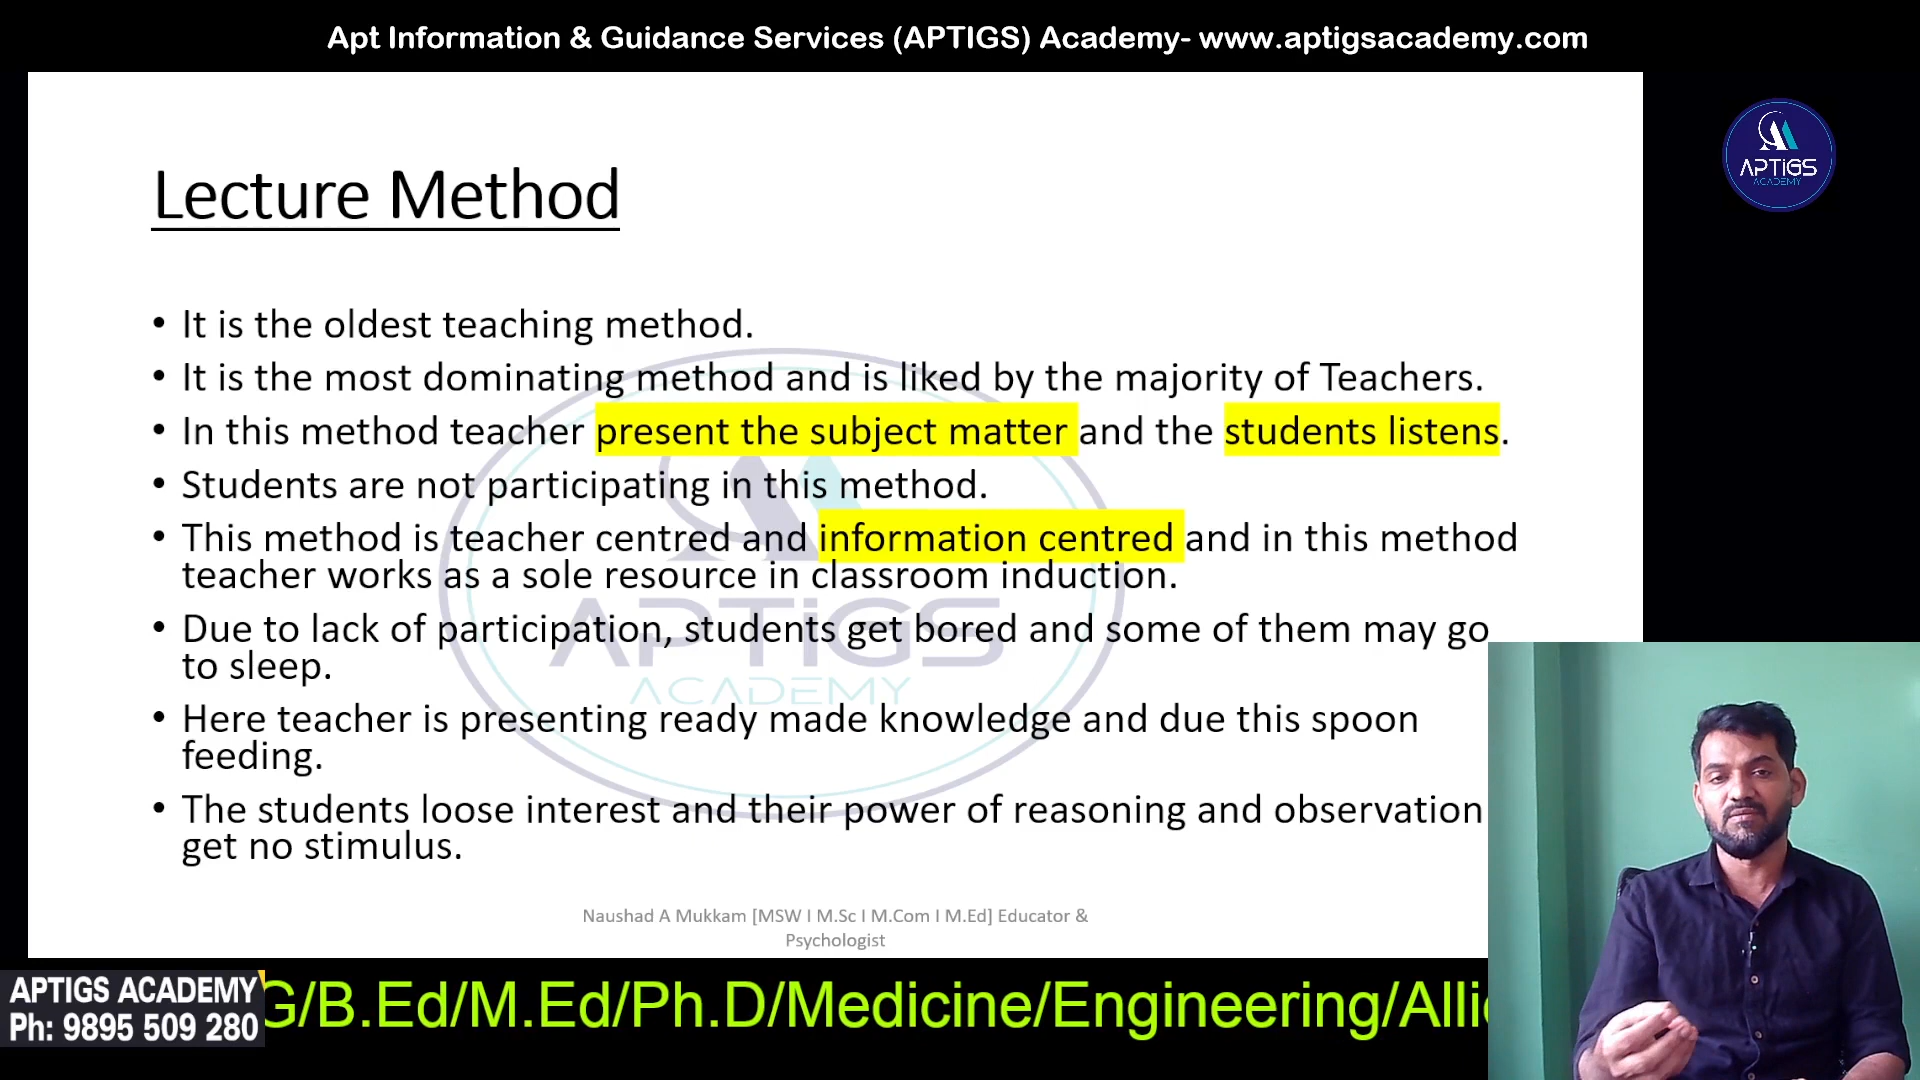 Apt Information & Guidance Services (APTIGS) Academy- www.aptigsacademy.com
APTiGS
ACADEMY
Lecture Method
• It is the oldest teaching method.
• It is the most dominating method and is liked by the majority of Teachers.
• In this method teacher present the subject matter and the students listens.
• Students are not participating in this method.
• This method is teacher centred and information centred and in this method
teacher works as a sole resource in classroom induction.
• Due to lack of participation, students get bored and some of them may go
to sleep.
• Here teacher is presenting ready made knowledge and due this spoon
feeding.
• The students loose interest and their power of reasoning and observation
get no stimulus.
APTiGS
ACADEMY
Naushad A Mukkam [MSW I M.Sc I M.Com I M.Ed] Educator &
Psychologist
APTIGS ACADEMY
Ph: 9895 509 280
G/B.Ed/M.Ed/Ph.D/Medicine/Engineering/Alli